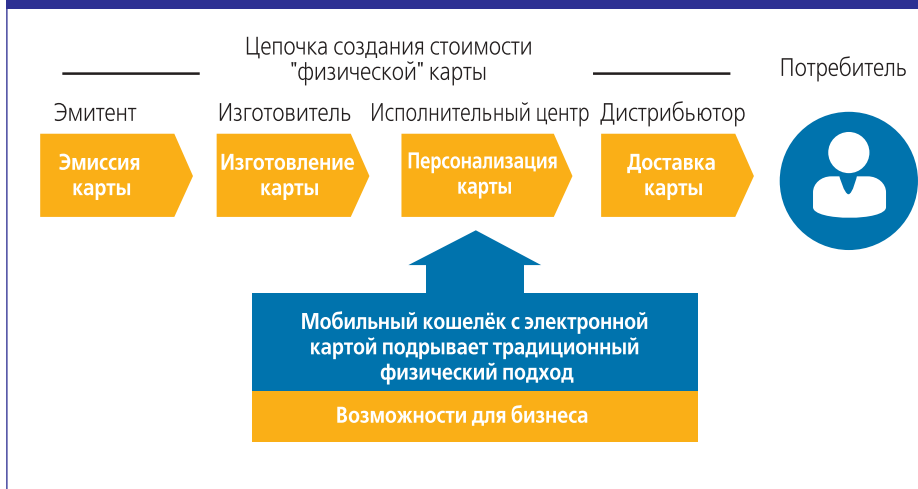 Цепочка создания стоимости
"физической" карты
Потребитель
Эмитент
Изготовитель
Исполнительный центр
Дистрибьютор
Эмиссия
карты
Изготовление
карты
Персонализация
карты
Доставка
карты
Мобильный кошелёк с электронной
картой подрывает традиционный
физический подход
Возможности для бизнеса